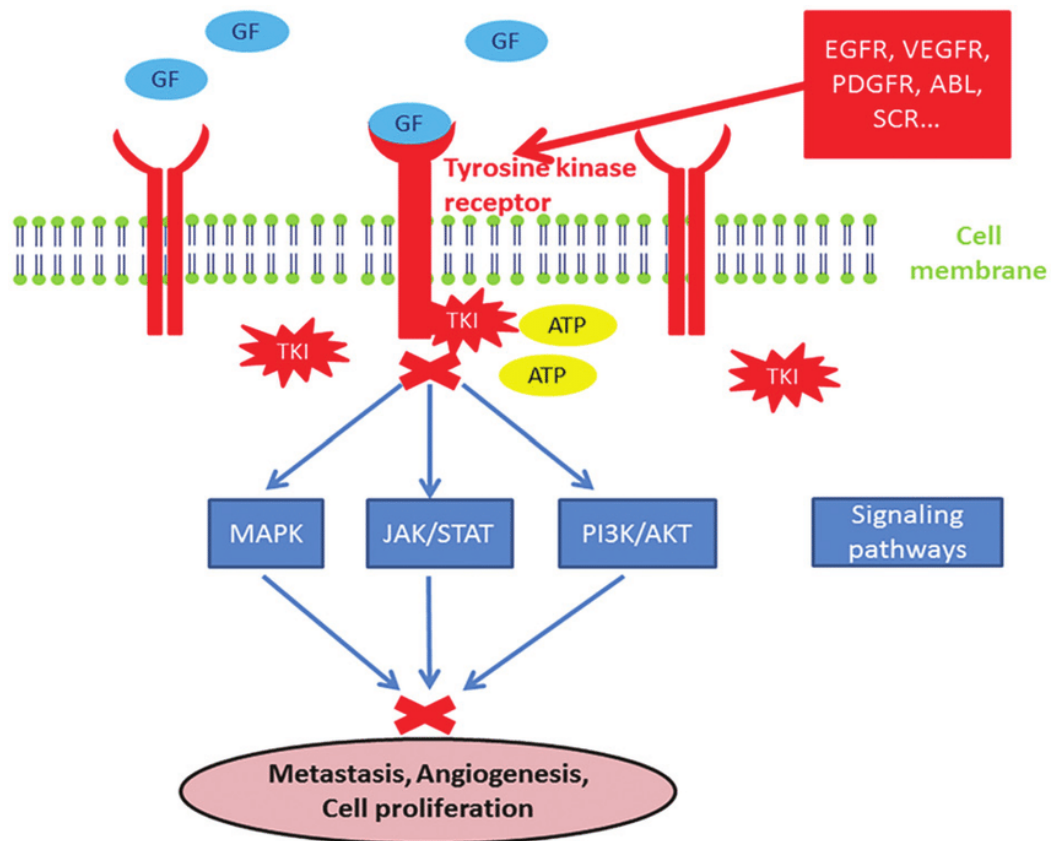 GF
GF
GF
GF
EGFR, VEGFR,
PDGFR, ABL,
SCR...
Tyrosine kinase
receptor
Cell
membrane
TKI
ATP
TKI
ATP
TKI
MAPK
JAK/STAT
PI3K/AKT
Signaling
pathways
Metastasis, Angiogenesis,
Cell proliferation